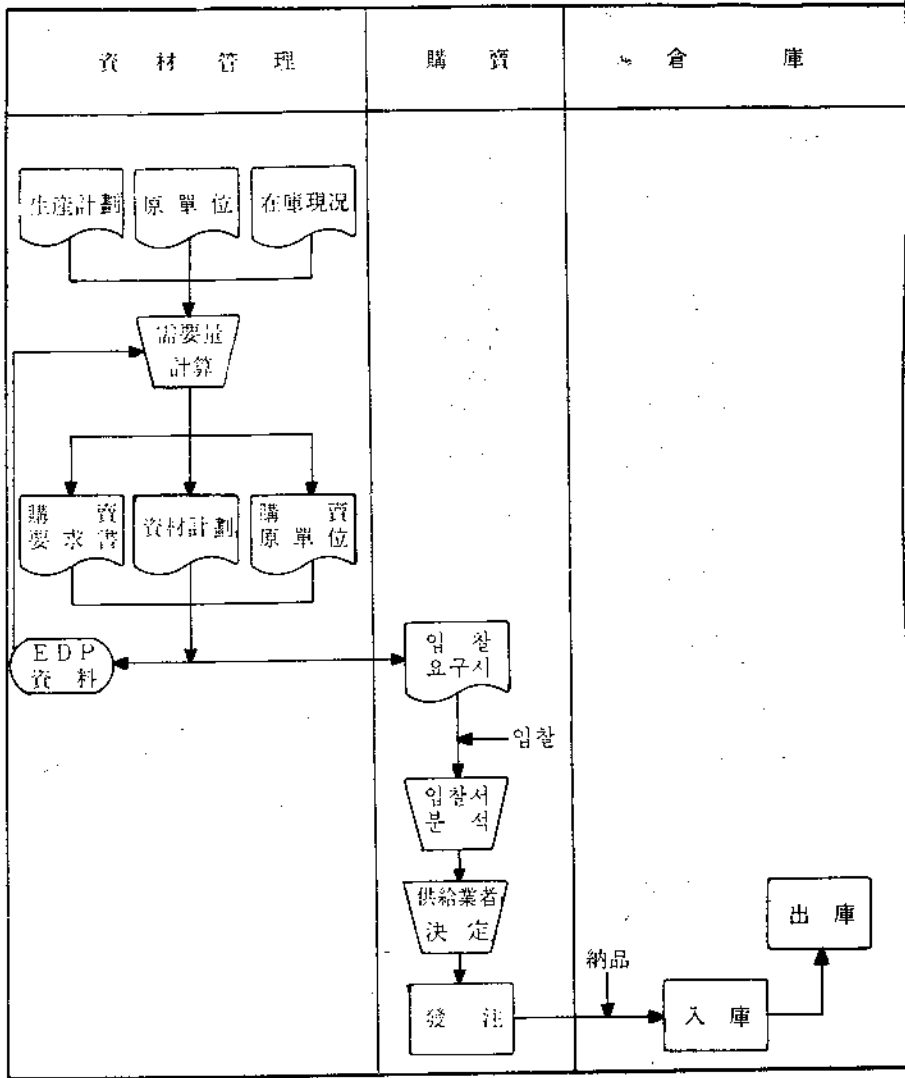 資材管理
購賣
倉庫
生産計劃
原單位
在庫現況
需要量
計算
購賣
要求書
資材計劃
購賣
原單位
EDP
資料
입찰
요구서
입찰
입찰서
분석
供給業者
決定
發注
納品
入庫
出庫